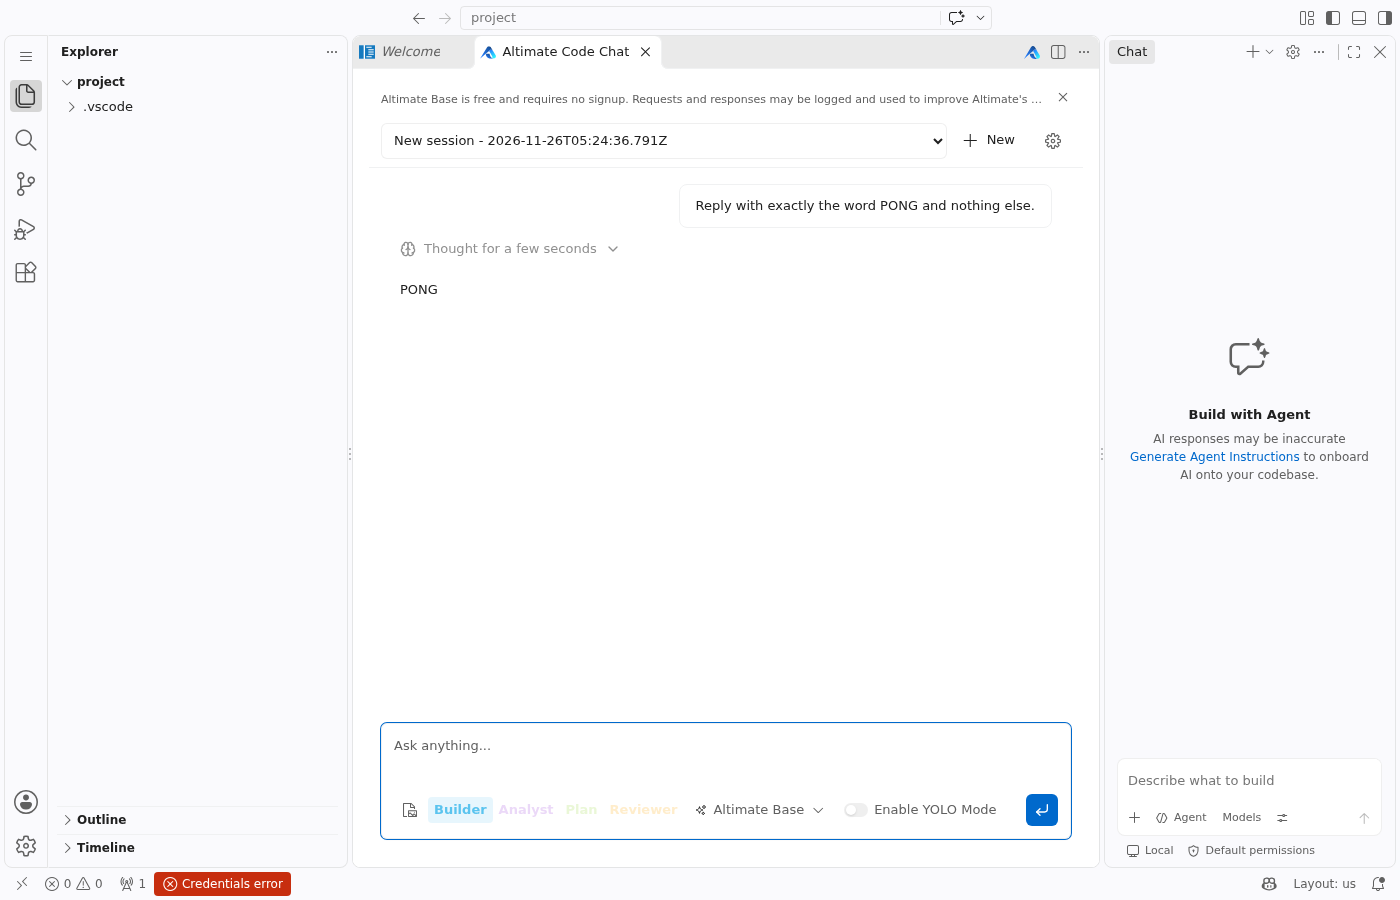 project
Explorer
project
.vscode
Outline
Timeline
Welcome
Altimate Code Chat
Altimate Base is free and requires no signup. Requests and responses may be logged and used to improve Altimate's ...
New session - 2026-11-26T05:24:36.791Z
New
Reply with exactly the word PONG and nothing else.
Thought for a few seconds
PONG
Ask anything...
Builder Analyst Plan Reviewer Altimate Base Enable YOLO Mode
Chat
Build with Agent
AI responses may be inaccurate
Generate Agent Instructions to onboard
AI onto your codebase.
Describe what to build
Agent Models
Local Default permissions
0 0 1 Credentials error
Layout: us